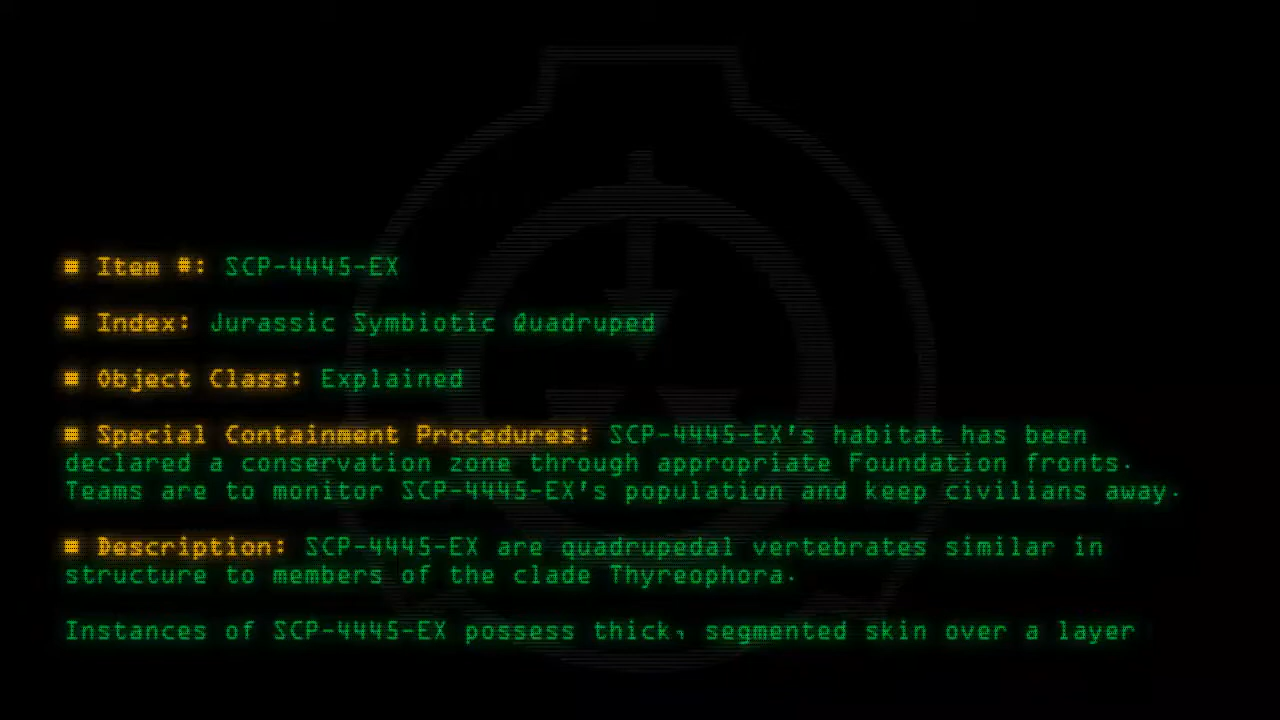 ■ Item #: SCP-4445-EX
■ Index: Jurassic Symbiotic Quadruped
■ Object Class: Explained
■ Special Containment Procedures: SCP-4445-EX's habitat has been
declared a conservation zone through appropriate Foundation fronts.
Teams are to monitor SCP-4445-EX's population and keep civilians away.
■ Description: SCP-4445-EX are quadrupedal vertebrates similar in
structure to members of the clade Thyreophora.
Instances of SCP-4445-EX possess thick, segmented skin over a layer